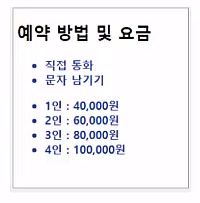 예약 방법 및 요금
직접 통화
문자 남기기
1인 : 40,000원
2인 : 60,000원
3인 : 80,000원
4인 : 100,000원